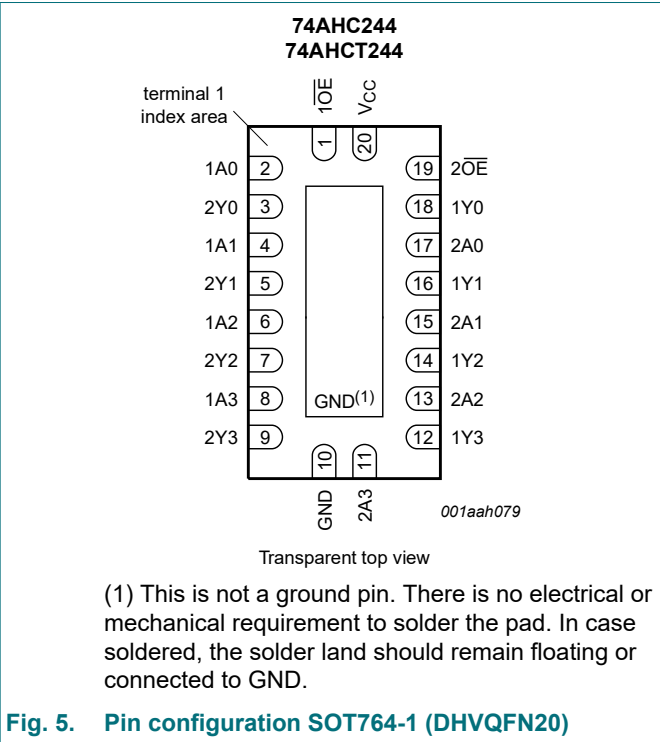 74AHC244
74AHCT244
terminal 1
index area
1O̅E̅
VCC
1
20
1A0 2 19 2O̅E̅
2Y0 3 18 1Y0
1A1 4 17 2A0
2Y1 5 16 1Y1
1A2 6 15 2A1
2Y2 7 14 1Y2
1A3 8 GND(1) 13 2A2
2Y3 9 12 1Y3
10
11
GND
2A3
001aah079
Transparent top view
(1) This is not a ground pin. There is no electrical or
mechanical requirement to solder the pad. In case
soldered, the solder land should remain floating or
connected to GND.
Fig. 5. Pin configuration SOT764-1 (DHVQFN20)